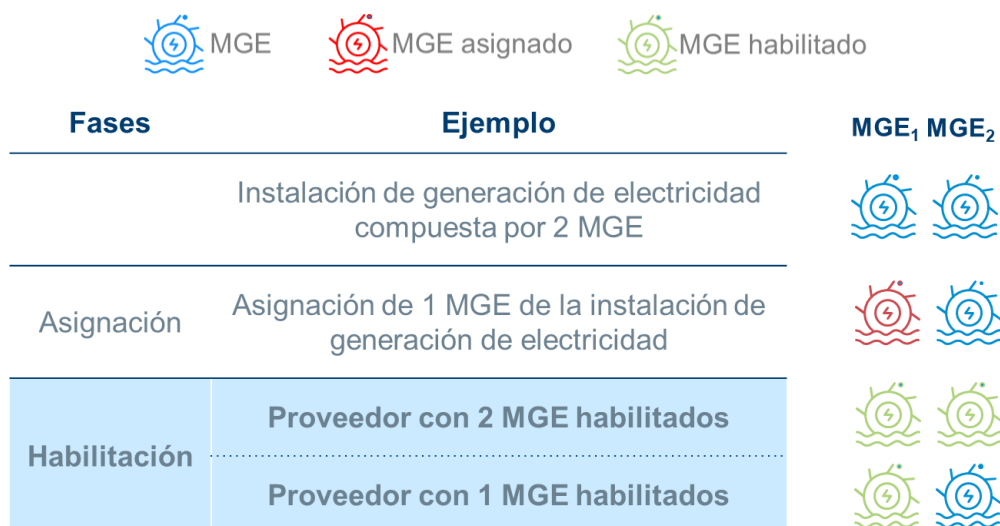 MGE MGE asignado MGE habilitado
Fases Ejemplo MGE₁ MGE₂
Instalación de generación de electricidad
compuesta por 2 MGE
Asignación
Asignación de 1 MGE de la instalación de
generación de electricidad
Habilitación
Proveedor con 2 MGE habilitados
Proveedor con 1 MGE habilitados